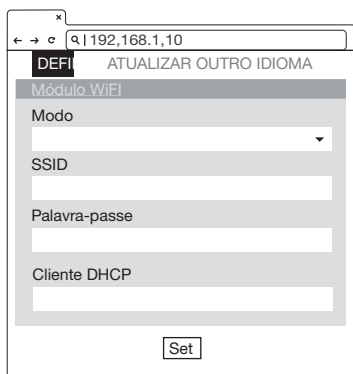 192,168.1,10
DEFI ATUALIZAR OUTRO IDIOMA
Módulo WiFI
Modo
SSID
Palavra-passe
Cliente DHCP
Set